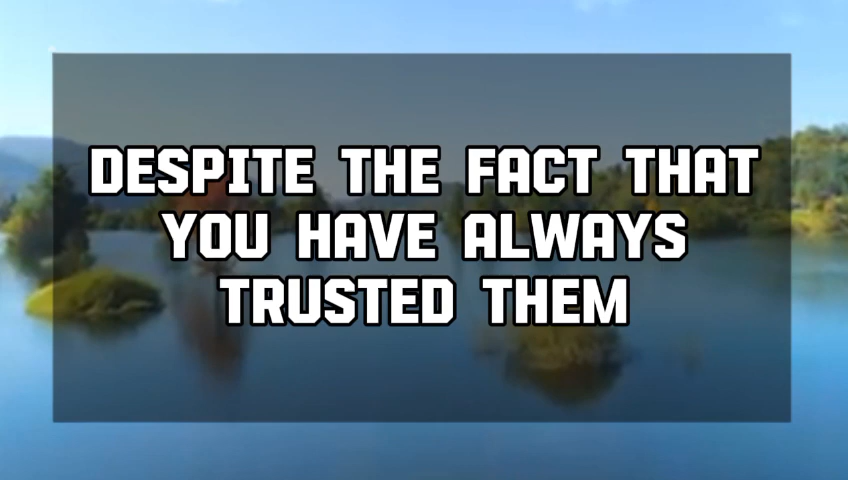 DESPITE THE FACT THAT
YOU HAVE ALWAYS
TRUSTED THEM